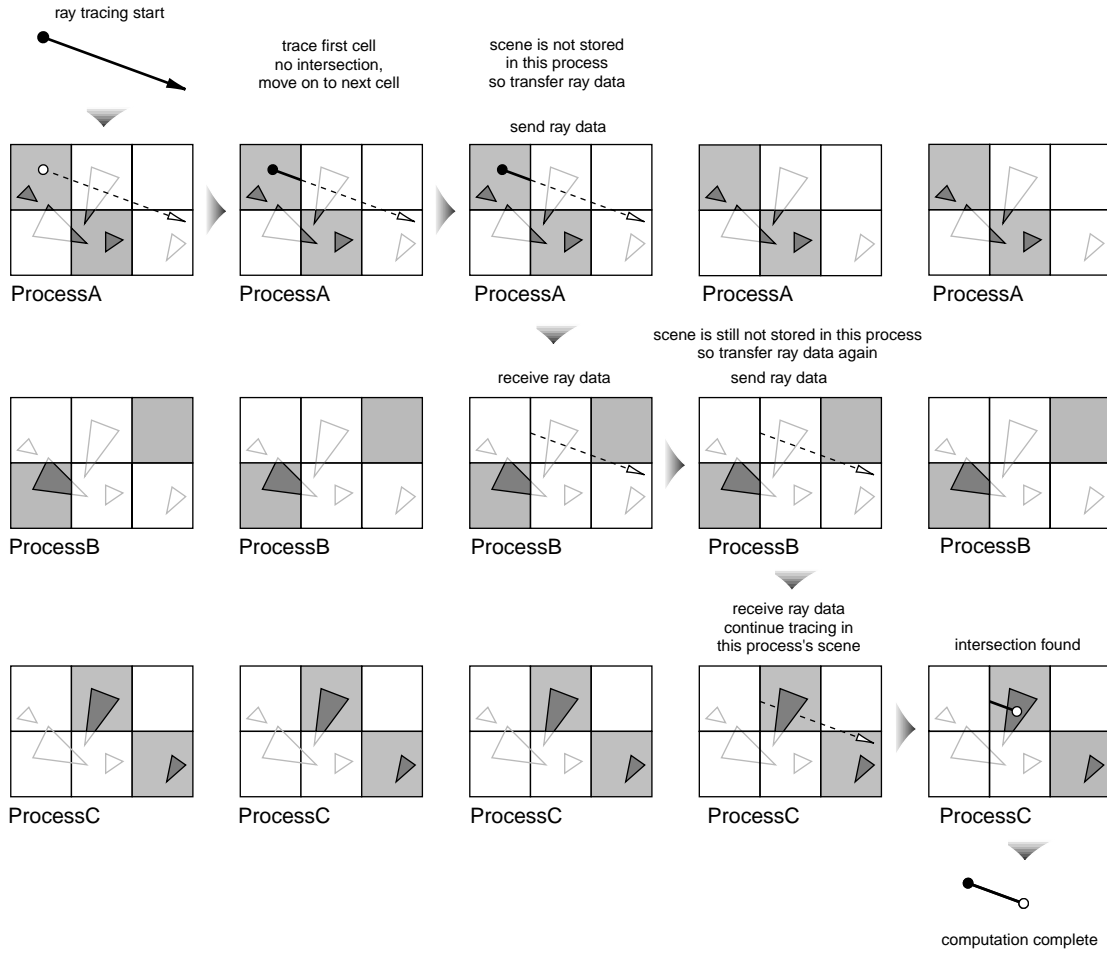 ray tracing start
trace first cell
no intersection,
move on to next cell
scene is not stored
in this process
so transfer ray data
send ray data
ProcessA
ProcessA
ProcessA
ProcessA
ProcessA
scene is still not stored in this process
so transfer ray data again
receive ray data
send ray data
ProcessB
ProcessB
ProcessB
ProcessB
ProcessB
receive ray data
continue tracing in
this process's scene
intersection found
ProcessC
ProcessC
ProcessC
ProcessC
ProcessC
computation complete